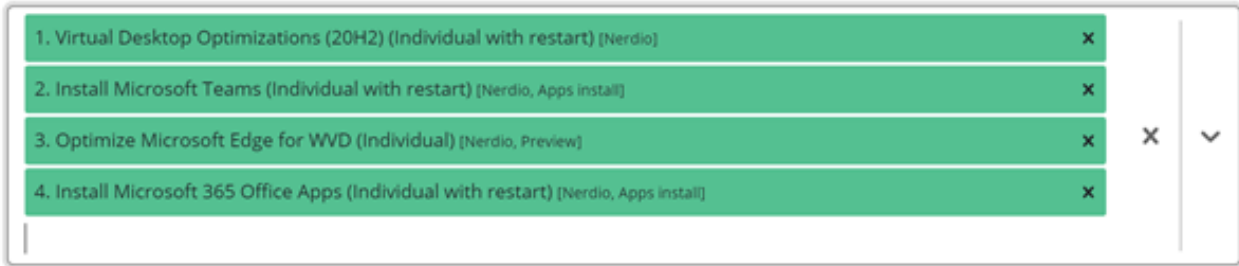 1. Virtual Desktop Optimizations (20H2) (Individual with restart) [Nerdio]
2. Install Microsoft Teams (Individual with restart) [Nerdio, Apps install]
3. Optimize Microsoft Edge for WVD (Individual) [Nerdio, Preview]
4. Install Microsoft 365 Office Apps (Individual with restart) [Nerdio, Apps install]